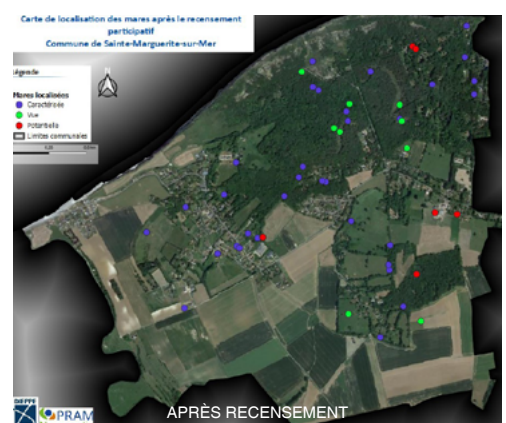 Carte de localisation des mares après le recensement
participatif
Commune de Sainte-Marguerite-sur-Mer
Légende
Mares localisées
Caractérisée
Vue
Potentielle
Limites communales
N
DIEPPE
PRAM
APRÈS RECENSEMENT